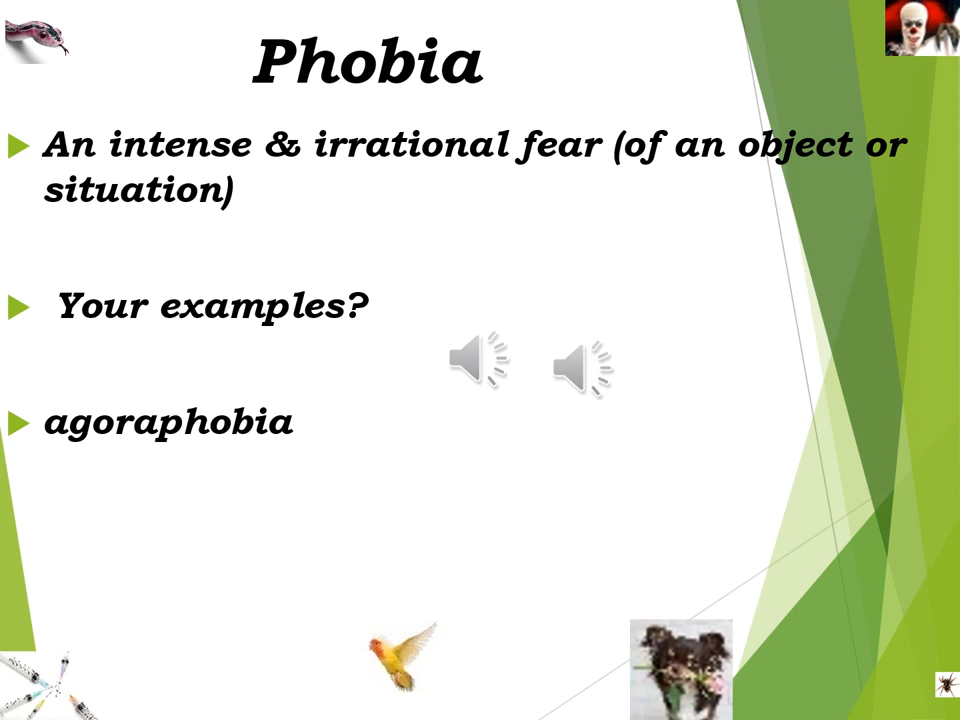 Phobia
An intense & irrational fear (of an object or
situation)
Your examples?
agoraphobia